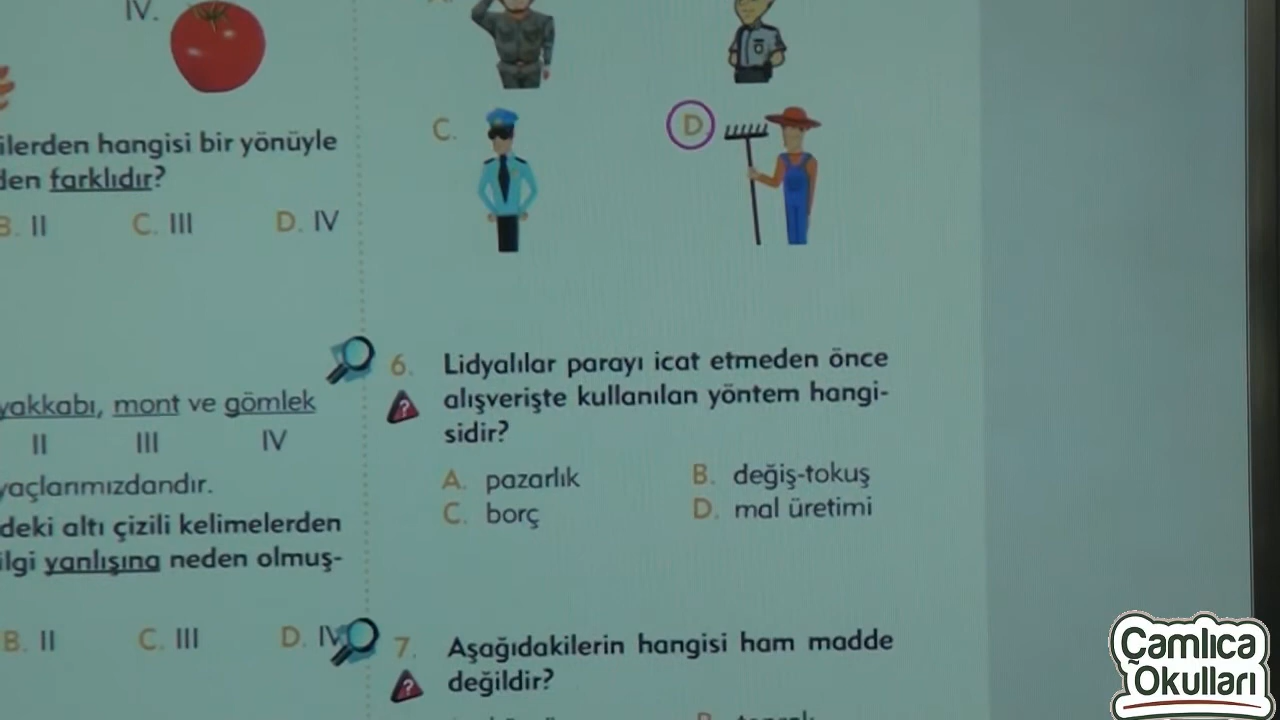 IV.
ilerden hangisi bir yönüyle
den farklıdır?
B. II C. III D. IV
yakkabı, mont ve gömlek
II III IV
yaçlarımızdandır.
deki altı çizili kelimelerden
ilgi yanlışına neden olmuş-
B. II C. III D. IV
C. D
6. Lidyalılar parayı icat etmeden önce
alışverişte kullanılan yöntem hangi-
sidir?
A. pazarlık B. değiş-tokuş
C. borç D. mal üretimi
7. Aşağıdakilerin hangisi ham madde
değildir?
Çamlıca
Okulları